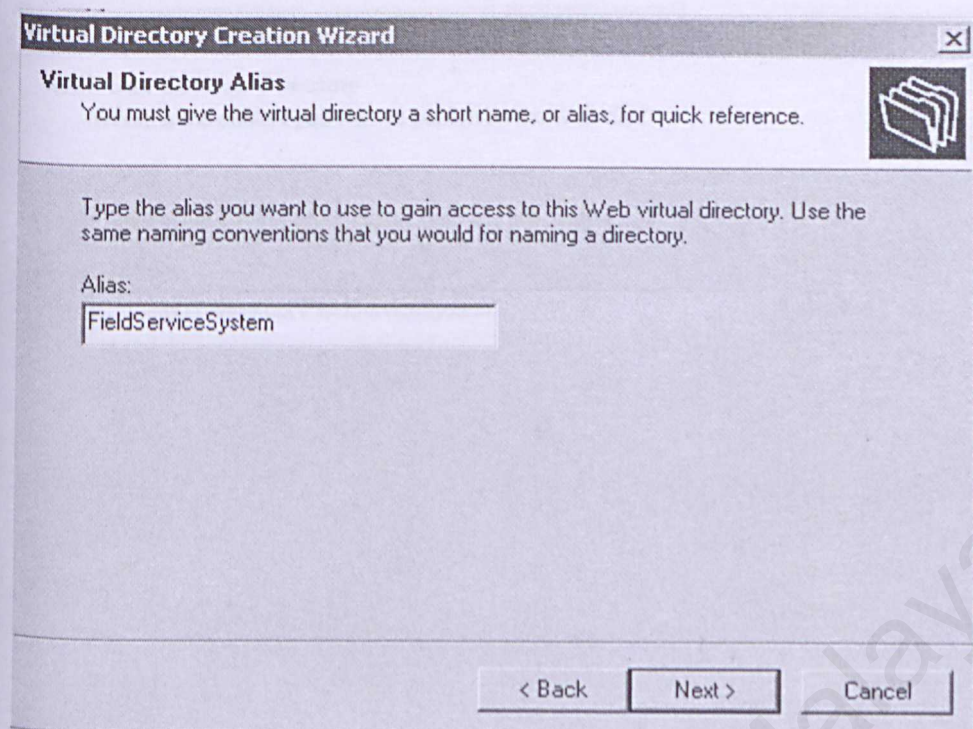 Virtual Directory Creation Wizard
Virtual Directory Alias
You must give the virtual directory a short name, or alias, for quick reference.
Type the alias you want to use to gain access to this Web virtual directory. Use the
same naming conventions that you would for naming a directory.
Alias:
FieldServiceSystem
< Back Next > Cancel